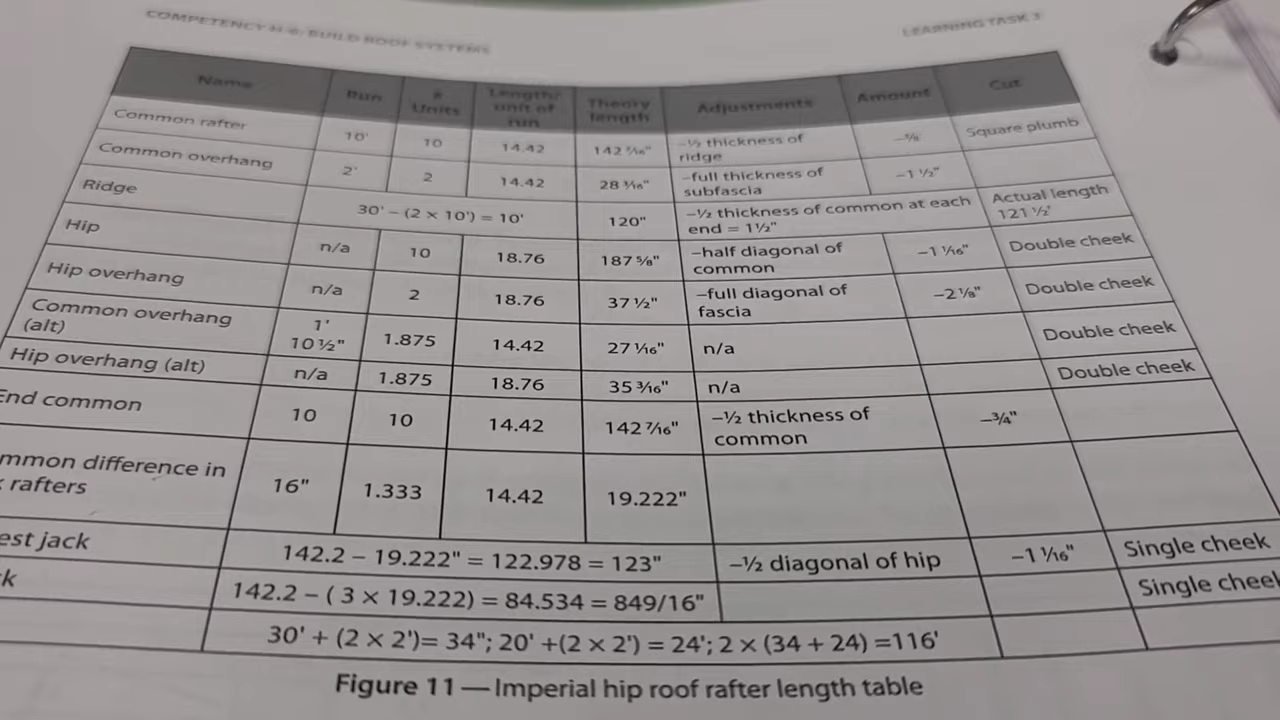 COMPETENCY H-6: BUILD ROOF SYSTEMS
LEARNING TASK 3
Name Run # Units Length/ unit of run Theory length Adjustments Amount Cut
Common rafter 10' 10 14.42 142 7/16" –½ thickness of ridge –⅜ Square plumb
Common overhang 2' 2 14.42 28 13/16" –full thickness of subfascia –1 ½"
Ridge 30' – (2 × 10') = 10' 120" –½ thickness of common at each end = 1½" Actual length 121 ½'
Hip n/a 10 18.76 187 ⅝" –half diagonal of common –1 1/16" Double cheek
Hip overhang n/a 2 18.76 37 ½" –full diagonal of fascia –2 ⅛" Double cheek
Common overhang (alt) 1' 10 ½" 1.875 14.42 27 1/16" n/a Double cheek
Hip overhang (alt) n/a 1.875 18.76 35 3/16" n/a Double cheek
End common 10 10 14.42 142 7/16" –½ thickness of common –¾"
mmon difference in rafters 16" 1.333 14.42 19.222"
est jack 142.2 – 19.222" = 122.978 = 123" –½ diagonal of hip –1 1/16" Single cheek
k 142.2 – ( 3 × 19.222) = 84.534 = 849/16" Single cheek
30' + (2 × 2')= 34"; 20' +(2 × 2') = 24'; 2 × (34 + 24) =116'
Figure 11 — Imperial hip roof rafter length table